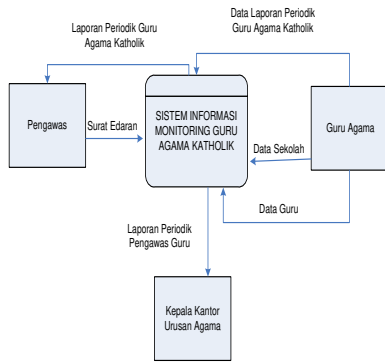 Laporan Periodik Guru
Agama Katholik
Data Laporan Periodik
Guru Agama Katholik
Pengawas
Surat Edaran
SISTEM INFORMASI
MONITORING GURU
AGAMA KATHOLIK
Guru Agama
Data Sekolah
Data Guru
Laporan Periodik
Pengawas Guru
Kepala Kantor
Urusan Agama